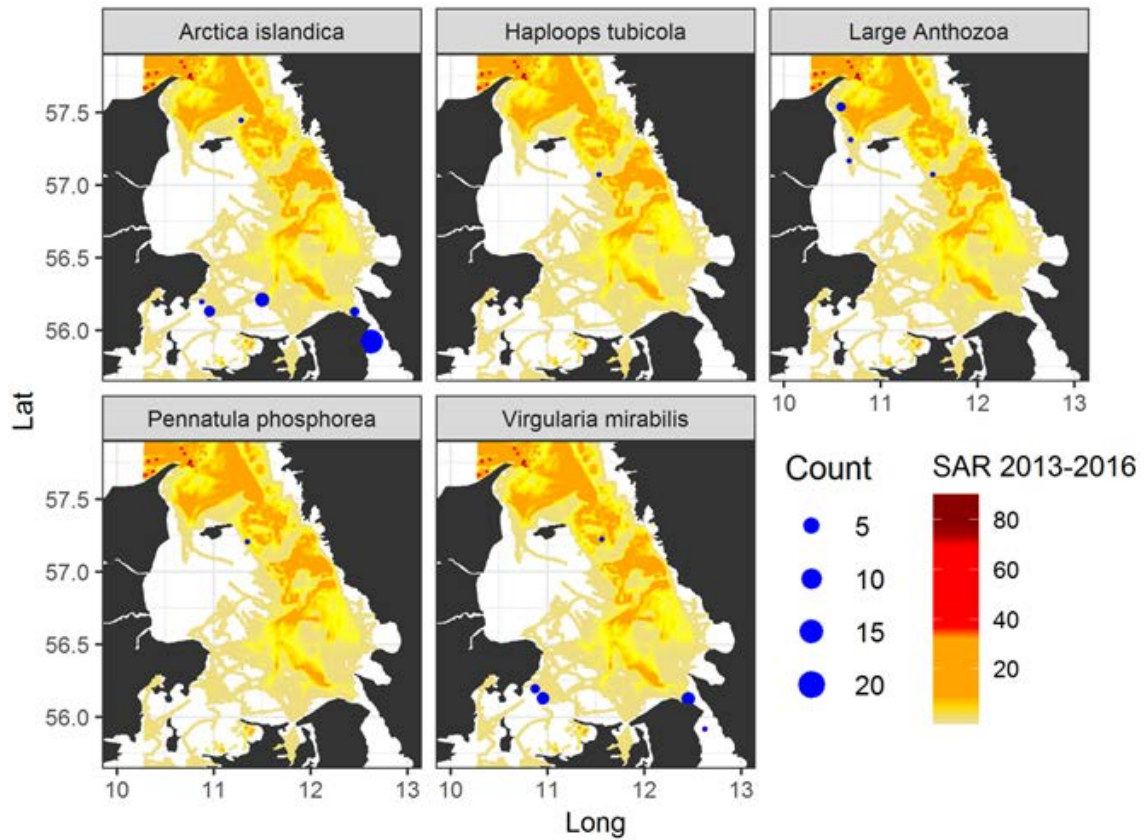 Arctica islandica
Haploops tubicola
Large Anthozoa
57.5
57.0
56.5
56.0
10 11 12 13
Lat
Pennatula phosphorea
Virgularia mirabilis
57.5
57.0
56.5
56.0
10 11 12 13
10 11 12 13
Long
Count
5
10
15
20
SAR 2013-2016
80
60
40
20